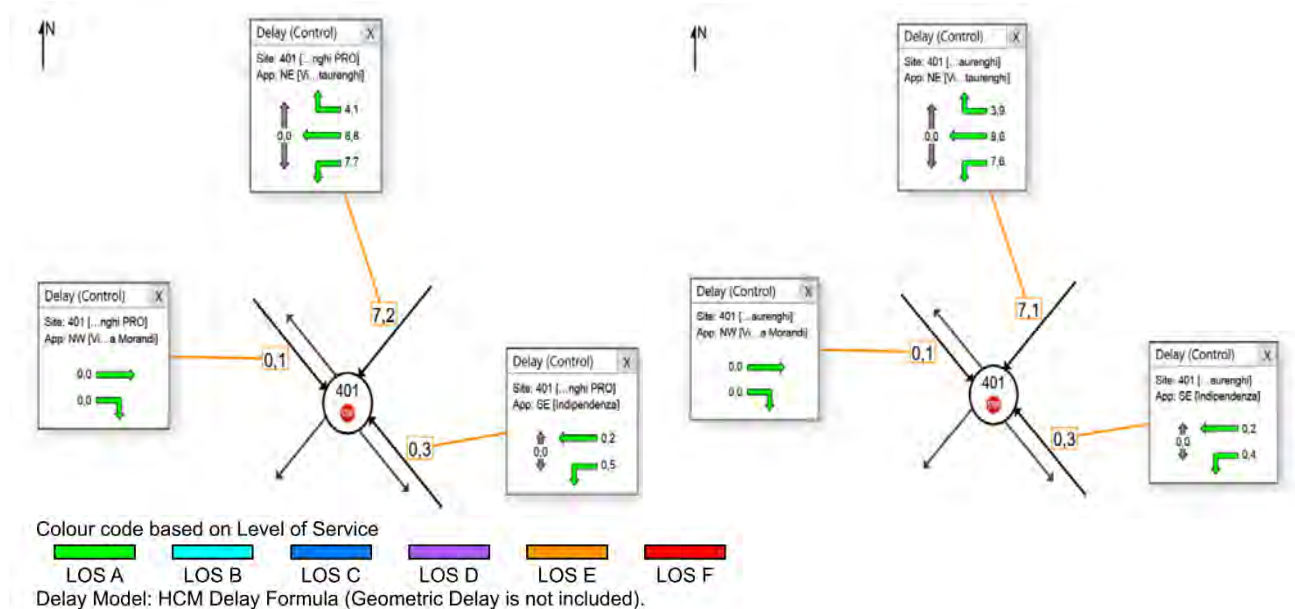 N
Delay (Control) X
Site: 401 [...nghi PRO]
App: NE [Vi...taurenghi]
4,1
0,0
7,7
7,2
Delay (Control) X
Site: 401 [...nghi PRO]
App: NW [Vi...a Morandi]
0,0
0,0
0,1
401
STOP
0,3
Delay (Control) X
Site: 401 [...nghi PRO]
App: SE [Indipendenza]
0,2
0,0
0,5
N
Delay (Control) X
Site: 401 [...aurenghi]
App: NE [Vi...taurenghi]
3,9
0,0
7,6
7,1
Delay (Control) X
Site: 401 [...aurenghi]
App: NW [Vi...a Morandi]
0,0
0,0
0,1
401
STOP
0,3
Delay (Control) X
Site: 401 [...aurenghi]
App: SE [Indipendenza]
0,2
0,0
0,4
Colour code based on Level of Service
LOS A LOS B LOS C LOS D LOS E LOS F
Delay Model: HCM Delay Formula (Geometric Delay is not included).